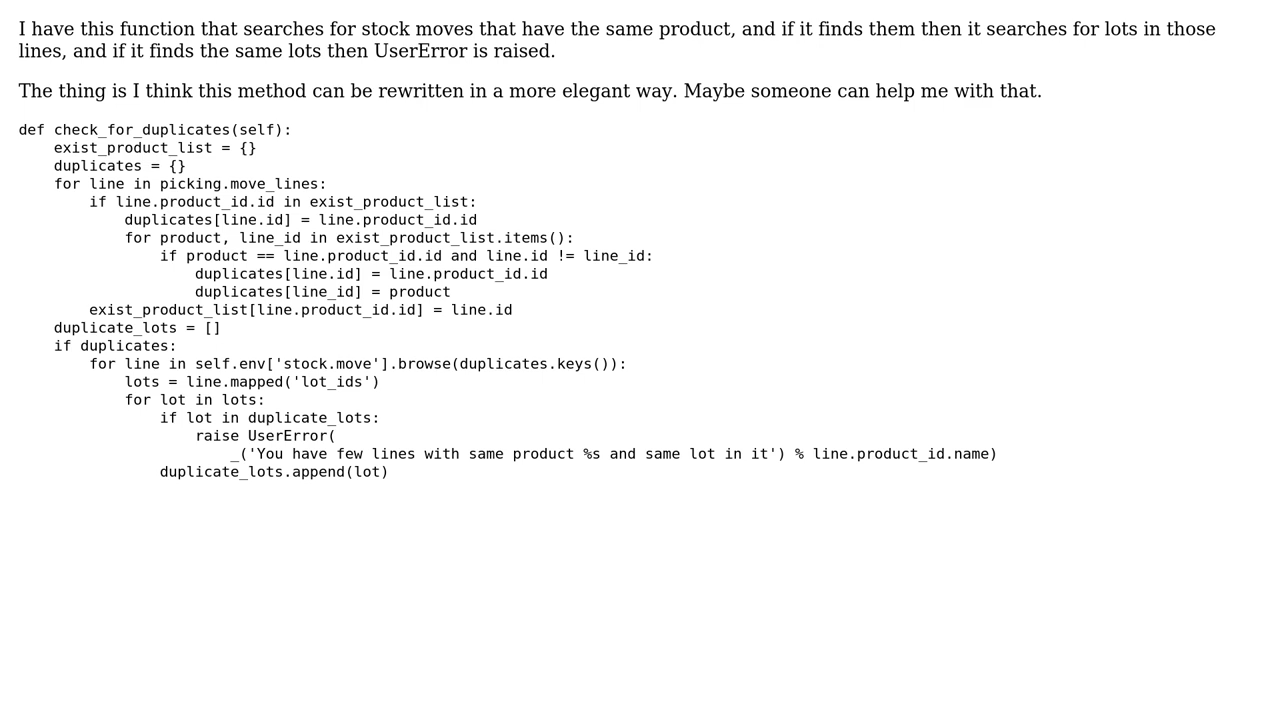 I have this function that searches for stock moves that have the same product, and if it finds them then it searches for lots in those
lines, and if it finds the same lots then UserError is raised.
The thing is I think this method can be rewritten in a more elegant way. Maybe someone can help me with that.
def check_for_duplicates(self):
    exist_product_list = {}
    duplicates = {}
    for line in picking.move_lines:
        if line.product_id.id in exist_product_list:
            duplicates[line.id] = line.product_id.id
            for product, line_id in exist_product_list.items():
                if product == line.product_id.id and line.id != line_id:
                    duplicates[line.id] = line.product_id.id
                    duplicates[line_id] = product
        exist_product_list[line.product_id.id] = line.id
    duplicate_lots = []
    if duplicates:
        for line in self.env['stock.move'].browse(duplicates.keys()):
            lots = line.mapped('lot_ids')
            for lot in lots:
                if lot in duplicate_lots:
                    raise UserError(
                        _('You have few lines with same product %s and same lot in it') % line.product_id.name)
                duplicate_lots.append(lot)